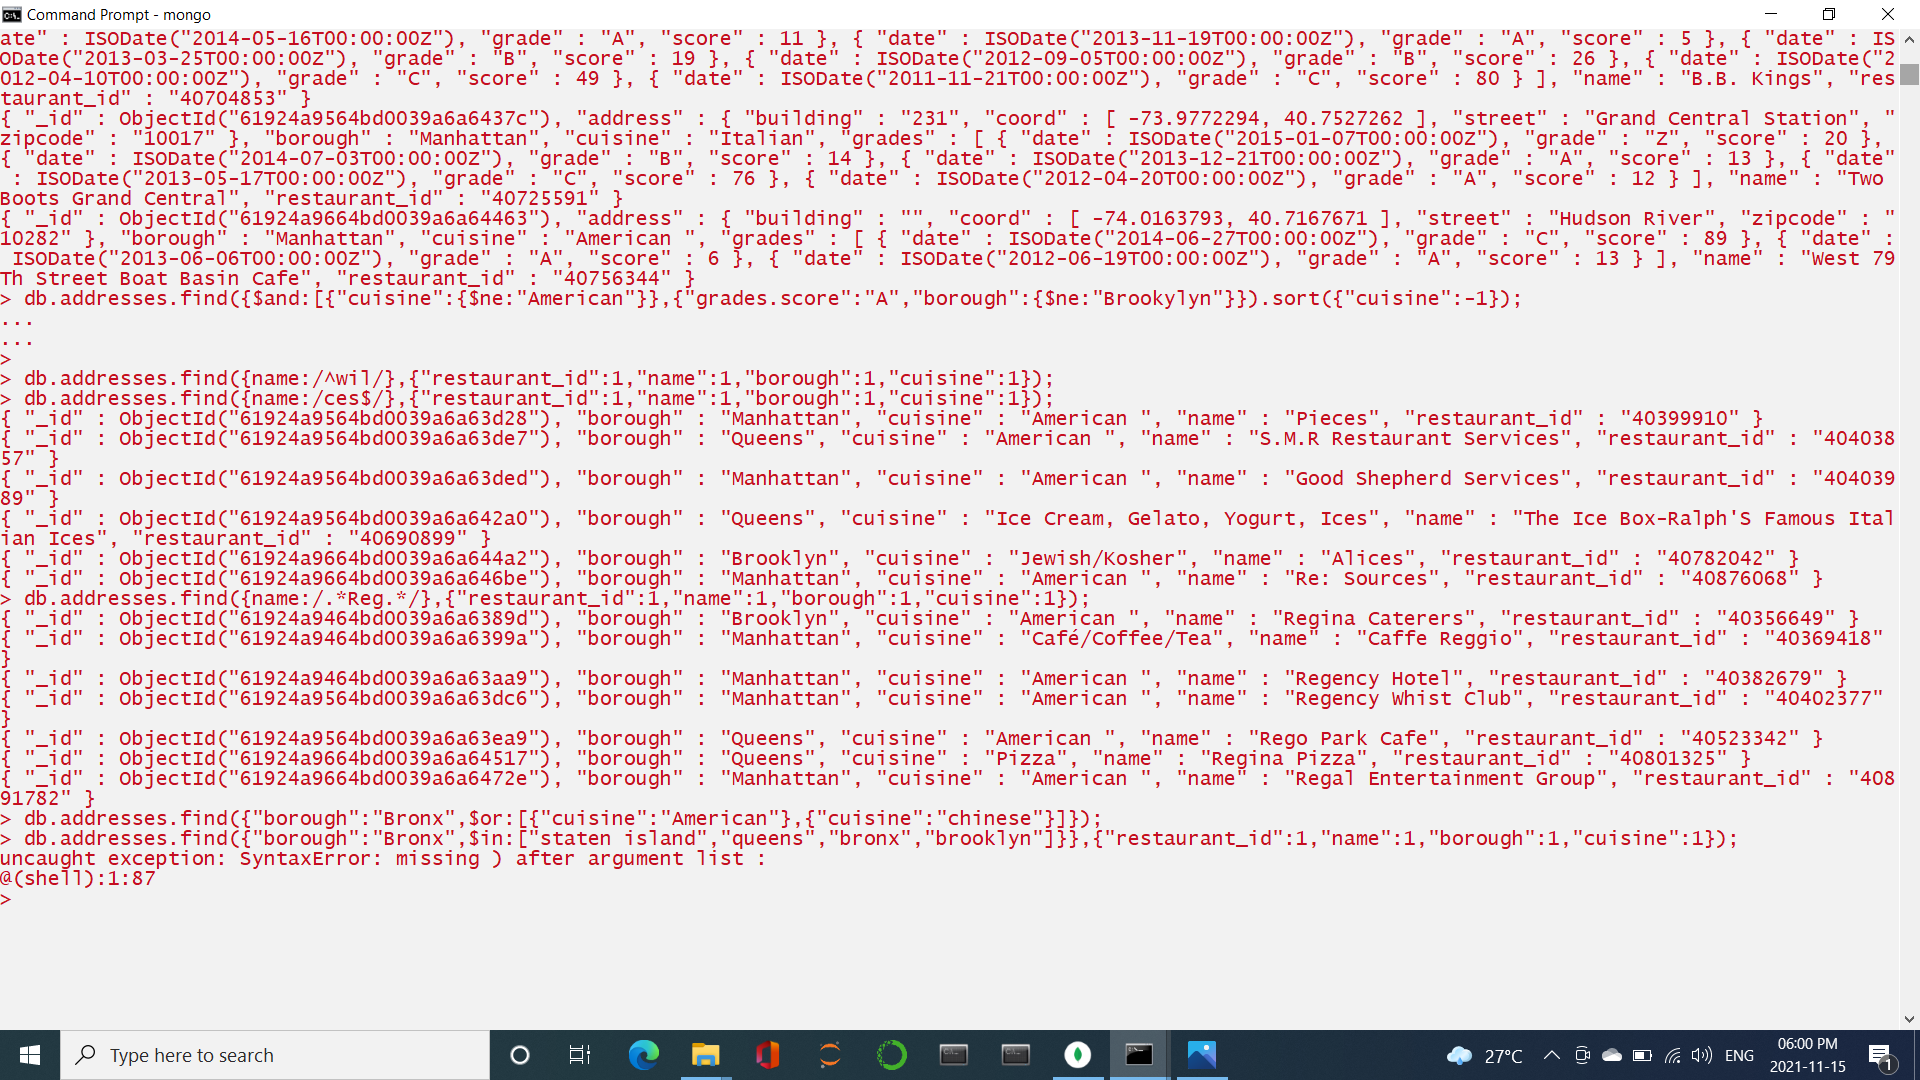 Command Prompt - mongo
ate" : ISODate("2014-05-16T00:00:00Z"), "grade" : "A", "score" : 11 }, { "date" : ISODate("2013-11-19T00:00:00Z"), "grade" : "A", "score" : 5 }, { "date" : IS
ODate("2013-03-25T00:00:00Z"), "grade" : "B", "score" : 19 }, { "date" : ISODate("2012-09-05T00:00:00Z"), "grade" : "B", "score" : 26 }, { "date" : ISODate("2
012-04-10T00:00:00Z"), "grade" : "C", "score" : 49 }, { "date" : ISODate("2011-11-21T00:00:00Z"), "grade" : "C", "score" : 80 } ], "name" : "B.B. Kings", "res
taurant_id" : "40704853" }
{ "_id" : ObjectId("61924a9564bd0039a6a6437c"), "address" : { "building" : "231", "coord" : [ -73.9772294, 40.7527262 ], "street" : "Grand Central Station", "
zipcode" : "10017" }, "borough" : "Manhattan", "cuisine" : "Italian", "grades" : [ { "date" : ISODate("2015-01-07T00:00:00Z"), "grade" : "Z", "score" : 20 },
{ "date" : ISODate("2014-07-03T00:00:00Z"), "grade" : "B", "score" : 14 }, { "date" : ISODate("2013-12-21T00:00:00Z"), "grade" : "A", "score" : 13 }, { "date"
 : ISODate("2013-05-17T00:00:00Z"), "grade" : "C", "score" : 76 }, { "date" : ISODate("2012-04-20T00:00:00Z"), "grade" : "A", "score" : 12 } ], "name" : "Two
Boots Grand Central", "restaurant_id" : "40725591" }
{ "_id" : ObjectId("61924a9664bd0039a6a64463"), "address" : { "building" : "", "coord" : [ -74.0163793, 40.7167671 ], "street" : "Hudson River", "zipcode" : "
10282" }, "borough" : "Manhattan", "cuisine" : "American ", "grades" : [ { "date" : ISODate("2014-06-27T00:00:00Z"), "grade" : "C", "score" : 89 }, { "date" :
 ISODate("2013-06-06T00:00:00Z"), "grade" : "A", "score" : 6 }, { "date" : ISODate("2012-06-19T00:00:00Z"), "grade" : "A", "score" : 13 } ], "name" : "West 79
Th Street Boat Basin Cafe", "restaurant_id" : "40756344" }
> db.addresses.find({$and:[{"cuisine":{$ne:"American"}},{"grades.score":"A","borough":{$ne:"Brookylyn"}}).sort({"cuisine":-1});
...
...
>
> db.addresses.find({name:/^wil/},{"restaurant_id":1,"name":1,"borough":1,"cuisine":1});
> db.addresses.find({name:/ces$/},{"restaurant_id":1,"name":1,"borough":1,"cuisine":1});
{ "_id" : ObjectId("61924a9564bd0039a6a63d28"), "borough" : "Manhattan", "cuisine" : "American ", "name" : "Pieces", "restaurant_id" : "40399910" }
{ "_id" : ObjectId("61924a9564bd0039a6a63de7"), "borough" : "Queens", "cuisine" : "American ", "name" : "S.M.R Restaurant Services", "restaurant_id" : "404038
57" }
{ "_id" : ObjectId("61924a9564bd0039a6a63ded"), "borough" : "Manhattan", "cuisine" : "American ", "name" : "Good Shepherd Services", "restaurant_id" : "404039
89" }
{ "_id" : ObjectId("61924a9564bd0039a6a642a0"), "borough" : "Queens", "cuisine" : "Ice Cream, Gelato, Yogurt, Ices", "name" : "The Ice Box-Ralph'S Famous Ital
ian Ices", "restaurant_id" : "40690899" }
{ "_id" : ObjectId("61924a9664bd0039a6a644a2"), "borough" : "Brooklyn", "cuisine" : "Jewish/Kosher", "name" : "Alices", "restaurant_id" : "40782042" }
{ "_id" : ObjectId("61924a9664bd0039a6a646be"), "borough" : "Manhattan", "cuisine" : "American ", "name" : "Re: Sources", "restaurant_id" : "40876068" }
> db.addresses.find({name:/.*Reg.*/},{"restaurant_id":1,"name":1,"borough":1,"cuisine":1});
{ "_id" : ObjectId("61924a9464bd0039a6a6389d"), "borough" : "Brooklyn", "cuisine" : "American ", "name" : "Regina Caterers", "restaurant_id" : "40356649" }
{ "_id" : ObjectId("61924a9464bd0039a6a6399a"), "borough" : "Manhattan", "cuisine" : "Café/Coffee/Tea", "name" : "Caffe Reggio", "restaurant_id" : "40369418"
}
{ "_id" : ObjectId("61924a9464bd0039a6a63aa9"), "borough" : "Manhattan", "cuisine" : "American ", "name" : "Regency Hotel", "restaurant_id" : "40382679" }
{ "_id" : ObjectId("61924a9564bd0039a6a63dc6"), "borough" : "Manhattan", "cuisine" : "American ", "name" : "Regency Whist Club", "restaurant_id" : "40402377"
}
{ "_id" : ObjectId("61924a9564bd0039a6a63ea9"), "borough" : "Queens", "cuisine" : "American ", "name" : "Rego Park Cafe", "restaurant_id" : "40523342" }
{ "_id" : ObjectId("61924a9664bd0039a6a64517"), "borough" : "Queens", "cuisine" : "Pizza", "name" : "Regina Pizza", "restaurant_id" : "40801325" }
{ "_id" : ObjectId("61924a9664bd0039a6a6472e"), "borough" : "Manhattan", "cuisine" : "American ", "name" : "Regal Entertainment Group", "restaurant_id" : "408
91782" }
> db.addresses.find({"borough":"Bronx",$or:[{"cuisine":"American"},{"cuisine":"chinese"}]});
> db.addresses.find({"borough":"Bronx",$in:["staten island","queens","bronx","brooklyn"]}},{"restaurant_id":1,"name":1,"borough":1,"cuisine":1});
uncaught exception: SyntaxError: missing ) after argument list :
@(shell):1:87
>
Type here to search
27°C
ENG
06:00 PM
2021-11-15
1